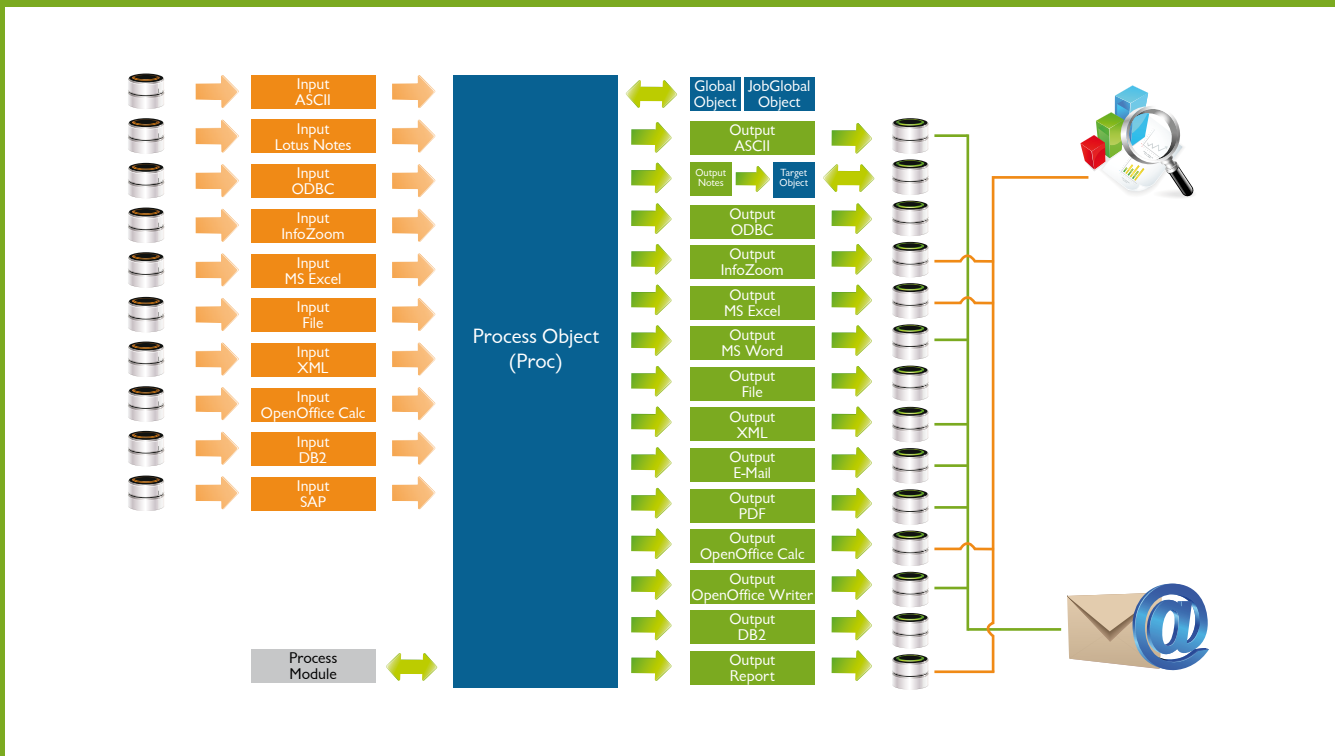 Input
ASCII
Input
Lotus Notes
Input
ODBC
Input
InfoZoom
Input
MS Excel
Input
File
Input
XML
Input
OpenOffice Calc
Input
DB2
Input
SAP
Process
Module
Process Object
(Proc)
Global
Object
JobGlobal
Object
Output
ASCII
Output
Notes
Target
Object
Output
ODBC
Output
InfoZoom
Output
MS Excel
Output
MS Word
Output
File
Output
XML
Output
E-Mail
Output
PDF
Output
OpenOffice Calc
Output
OpenOffice Writer
Output
DB2
Output
Report
@